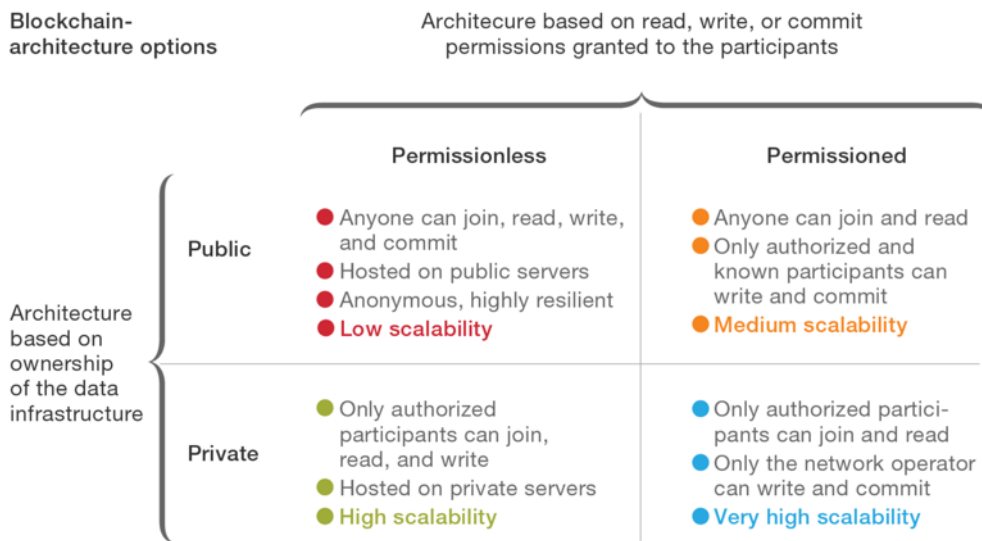 Blockchain-
architecture options
Architecure based on read, write, or commit
permissions granted to the participants
Permissionless
Permissioned
Architecture
based on
ownership
of the data
infrastructure
Public
Anyone can join, read, write,
and commit
Hosted on public servers
Anonymous, highly resilient
Low scalability
Anyone can join and read
Only authorized and
known participants can
write and commit
Medium scalability
Private
Only authorized
participants can join,
read, and write
Hosted on private servers
High scalability
Only authorized partici-
pants can join and read
Only the network operator
can write and commit
Very high scalability